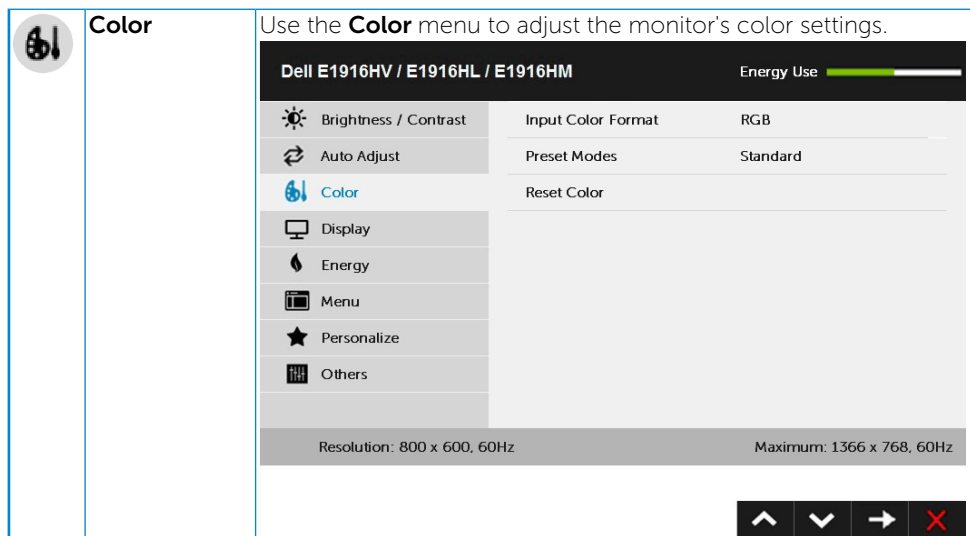 Color
Use the Color menu to adjust the monitor's color settings.
Dell E1916HV / E1916HL / E1916HM
Energy Use
Brightness / Contrast
Input Color Format
RGB
Auto Adjust
Preset Modes
Standard
Color
Reset Color
Display
Energy
Menu
Personalize
Others
Resolution: 800 x 600, 60Hz
Maximum: 1366 x 768, 60Hz